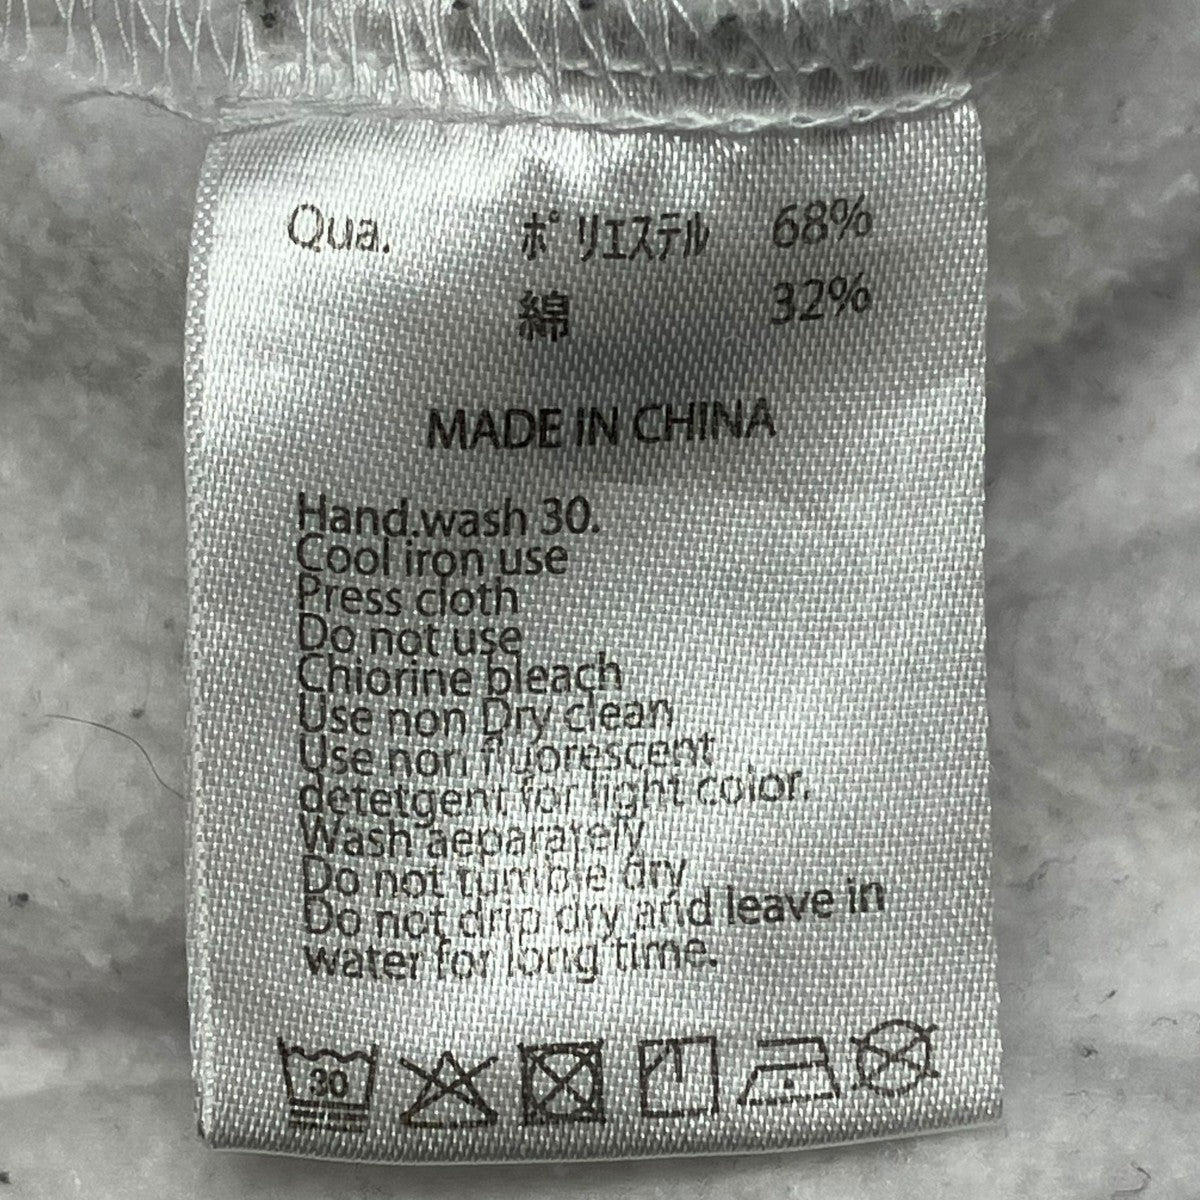 Qua. ポリエステル 68%
綿 32%
MADE IN CHINA
Hand.wash 30.
Cool iron use
Press cloth
Do not use
Chiorine bleach
Use non Dry clean
Use non fluorescent
detetgent for light color.
Wash aeparately
Do not tumble dry
Do not drip dry and leave in
water for long time.
30